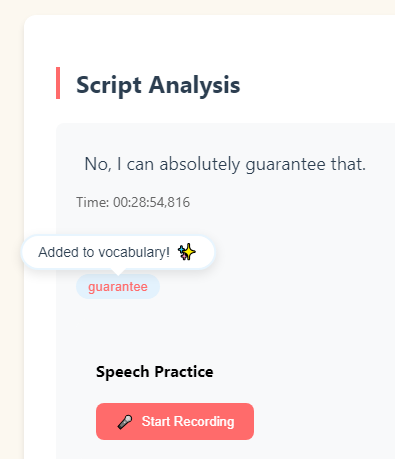 Script Analysis
No, I can absolutely guarantee that.
Time: 00:28:54,816
Added to vocabulary! ✨
guarantee
Speech Practice
🎤 Start Recording